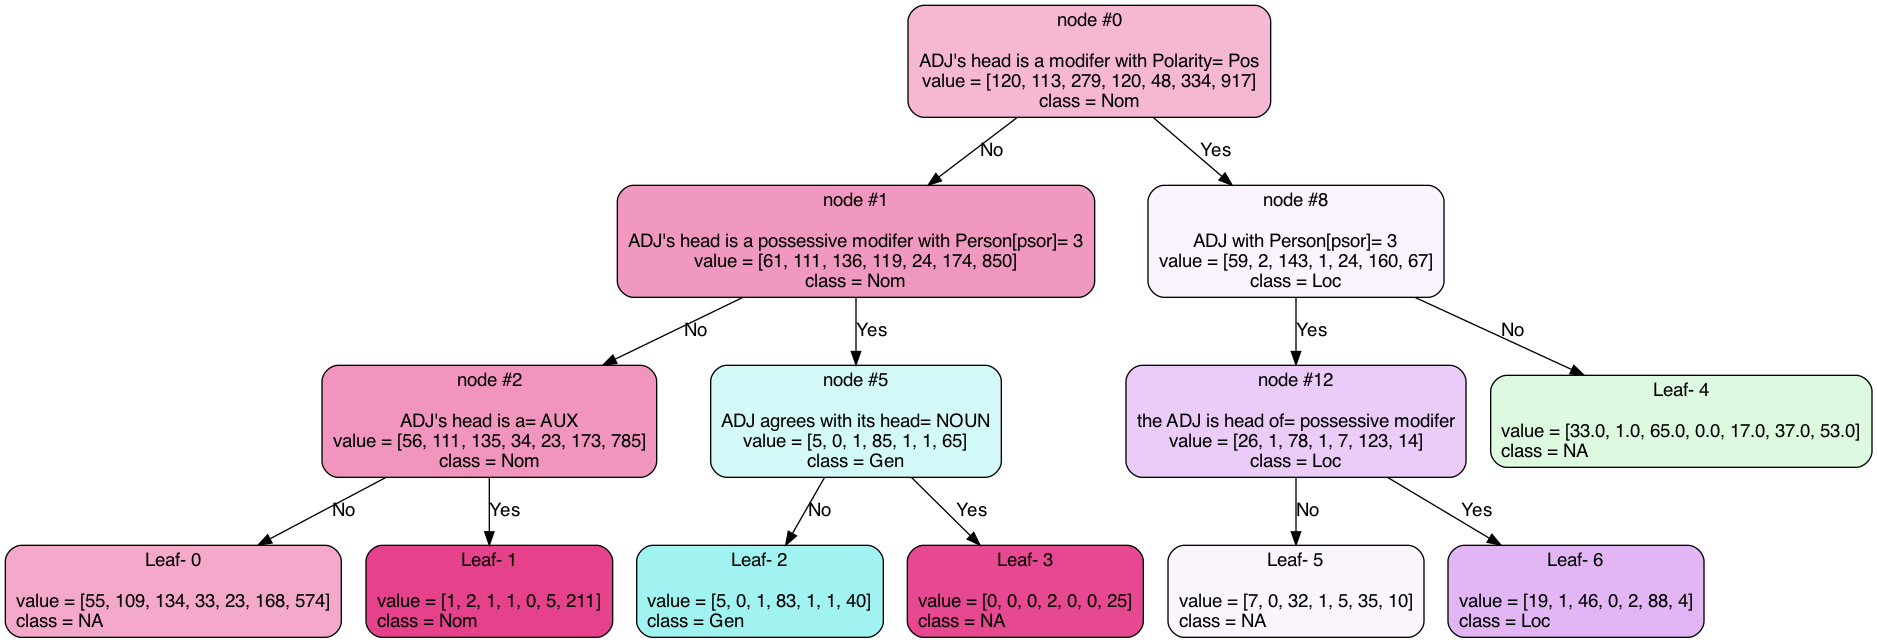 node #0
ADJ's head is a modifer with Polarity= Pos
value = [120, 113, 279, 120, 48, 334, 917]
class = Nom
No
Yes
node #1
ADJ's head is a possessive modifer with Person[psor]= 3
value = [61, 111, 136, 119, 24, 174, 850]
class = Nom
node #8
ADJ with Person[psor]= 3
value = [59, 2, 143, 1, 24, 160, 67]
class = Loc
No
Yes
Yes
No
node #2
ADJ's head is a= AUX
value = [56, 111, 135, 34, 23, 173, 785]
class = Nom
node #5
ADJ agrees with its head= NOUN
value = [5, 0, 1, 85, 1, 1, 65]
class = Gen
node #12
the ADJ is head of= possessive modifer
value = [26, 1, 78, 1, 7, 123, 14]
class = Loc
Leaf- 4
value = [33.0, 1.0, 65.0, 0.0, 17.0, 37.0, 53.0]
class = NA
No
Yes
No
Yes
No
Yes
Leaf- 0
value = [55, 109, 134, 33, 23, 168, 574]
class = NA
Leaf- 1
value = [1, 2, 1, 1, 0, 5, 211]
class = Nom
Leaf- 2
value = [5, 0, 1, 83, 1, 1, 40]
class = Gen
Leaf- 3
value = [0, 0, 0, 2, 0, 0, 25]
class = NA
Leaf- 5
value = [7, 0, 32, 1, 5, 35, 10]
class = NA
Leaf- 6
value = [19, 1, 46, 0, 2, 88, 4]
class = Loc